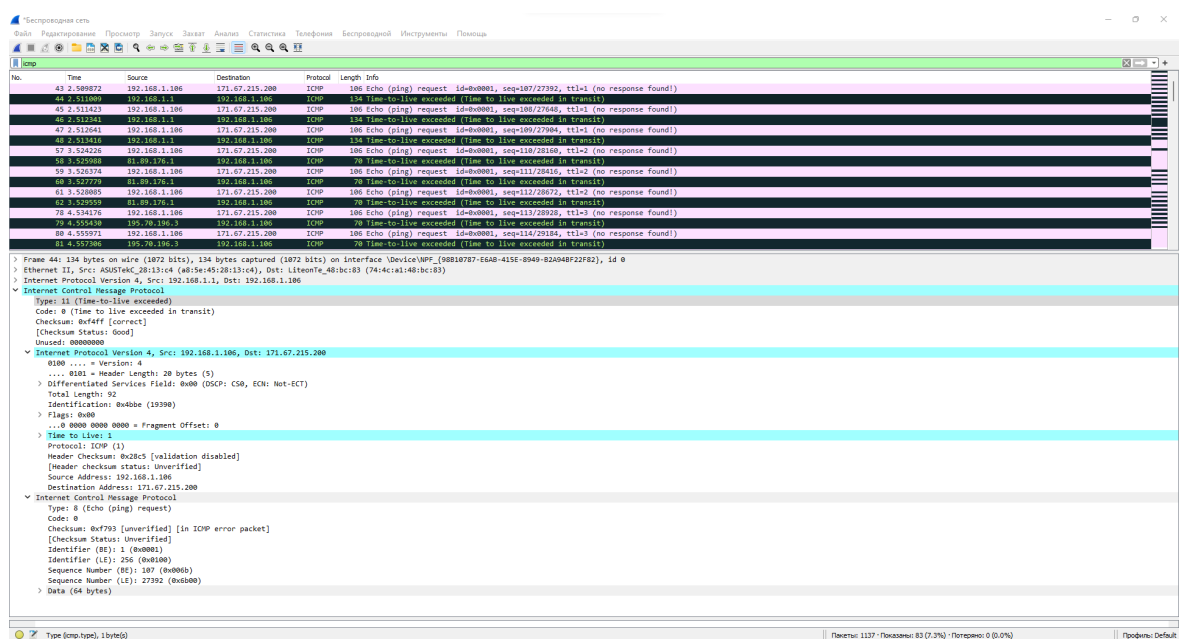 *Беспроводная сеть
Файл Редактирование Просмотр Запуск Захват Анализ Статистика Телефония Беспроводной Инструменты Помощь
icmp
No. Time Source Destination Protocol Length Info
43 2.509872 192.168.1.106 171.67.215.200 ICMP 106 Echo (ping) request id=0x0001, seq=107/27392, ttl=1 (no response found!)
44 2.511009 192.168.1.1 192.168.1.106 ICMP 134 Time-to-live exceeded (Time to live exceeded in transit)
45 2.511423 192.168.1.106 171.67.215.200 ICMP 106 Echo (ping) request id=0x0001, seq=108/27648, ttl=1 (no response found!)
46 2.512341 192.168.1.1 192.168.1.106 ICMP 134 Time-to-live exceeded (Time to live exceeded in transit)
47 2.512641 192.168.1.106 171.67.215.200 ICMP 106 Echo (ping) request id=0x0001, seq=109/27904, ttl=1 (no response found!)
48 2.513416 192.168.1.1 192.168.1.106 ICMP 134 Time-to-live exceeded (Time to live exceeded in transit)
57 3.524226 192.168.1.106 171.67.215.200 ICMP 106 Echo (ping) request id=0x0001, seq=110/28160, ttl=2 (no response found!)
58 3.525988 81.89.176.1 192.168.1.106 ICMP 70 Time-to-live exceeded (Time to live exceeded in transit)
59 3.526374 192.168.1.106 171.67.215.200 ICMP 106 Echo (ping) request id=0x0001, seq=111/28416, ttl=2 (no response found!)
60 3.527779 81.89.176.1 192.168.1.106 ICMP 70 Time-to-live exceeded (Time to live exceeded in transit)
61 3.528085 192.168.1.106 171.67.215.200 ICMP 106 Echo (ping) request id=0x0001, seq=112/28672, ttl=2 (no response found!)
62 3.529559 81.89.176.1 192.168.1.106 ICMP 70 Time-to-live exceeded (Time to live exceeded in transit)
78 4.534176 192.168.1.106 171.67.215.200 ICMP 106 Echo (ping) request id=0x0001, seq=113/28928, ttl=3 (no response found!)
79 4.555430 195.70.196.3 192.168.1.106 ICMP 70 Time-to-live exceeded (Time to live exceeded in transit)
80 4.555971 192.168.1.106 171.67.215.200 ICMP 106 Echo (ping) request id=0x0001, seq=114/29184, ttl=3 (no response found!)
81 4.557306 195.70.196.3 192.168.1.106 ICMP 70 Time-to-live exceeded (Time to live exceeded in transit)
> Frame 44: 134 bytes on wire (1072 bits), 134 bytes captured (1072 bits) on interface \Device\NPF_{98B10787-E6AB-415E-8949-B2A94BF22F82}, id 0
> Ethernet II, Src: ASUSTekC_28:13:c4 (a8:5e:45:28:13:c4), Dst: LiteonTe_48:bc:83 (74:4c:a1:48:bc:83)
> Internet Protocol Version 4, Src: 192.168.1.1, Dst: 192.168.1.106
Internet Control Message Protocol
Type: 11 (Time-to-live exceeded)
Code: 0 (Time to live exceeded in transit)
Checksum: 0xf4ff [correct]
[Checksum Status: Good]
Unused: 00000000
Internet Protocol Version 4, Src: 192.168.1.106, Dst: 171.67.215.200
0100 .... = Version: 4
.... 0101 = Header Length: 20 bytes (5)
> Differentiated Services Field: 0x00 (DSCP: CS0, ECN: Not-ECT)
Total Length: 92
Identification: 0x4bbe (19390)
> Flags: 0x00
...0 0000 0000 0000 = Fragment Offset: 0
> Time to Live: 1
Protocol: ICMP (1)
Header Checksum: 0x28c5 [validation disabled]
[Header checksum status: Unverified]
Source Address: 192.168.1.106
Destination Address: 171.67.215.200
Internet Control Message Protocol
Type: 8 (Echo (ping) request)
Code: 0
Checksum: 0xf793 [unverified] [in ICMP error packet]
[Checksum Status: Unverified]
Identifier (BE): 1 (0x0001)
Identifier (LE): 256 (0x0100)
Sequence Number (BE): 107 (0x006b)
Sequence Number (LE): 27392 (0x6b00)
> Data (64 bytes)
Type (icmp.type), 1 byte(s) Пакеты: 1137 · Показаны: 83 (7.3%) · Потеряно: 0 (0.0%) Профиль: Default